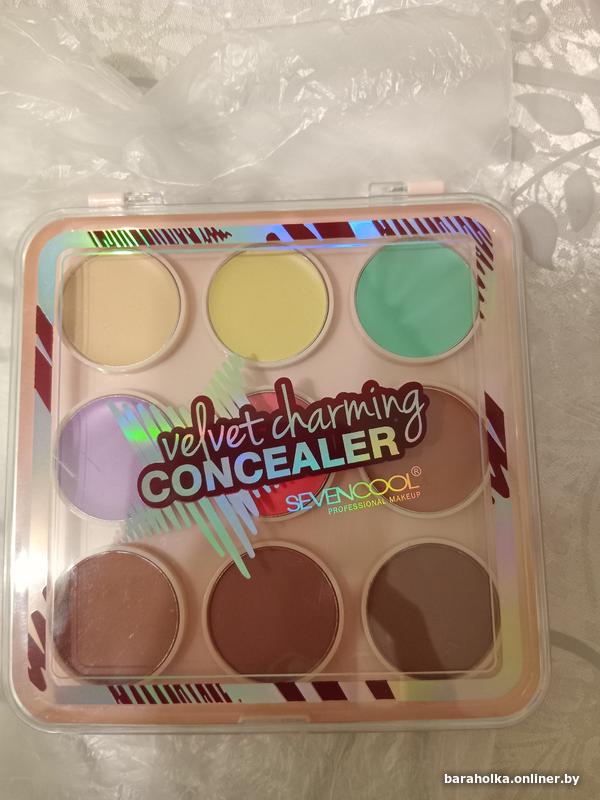 velvet charming
CONCEALER
SEVENCOOL®
PROFESSIONAL MAKEUP
baraholka.onliner.by